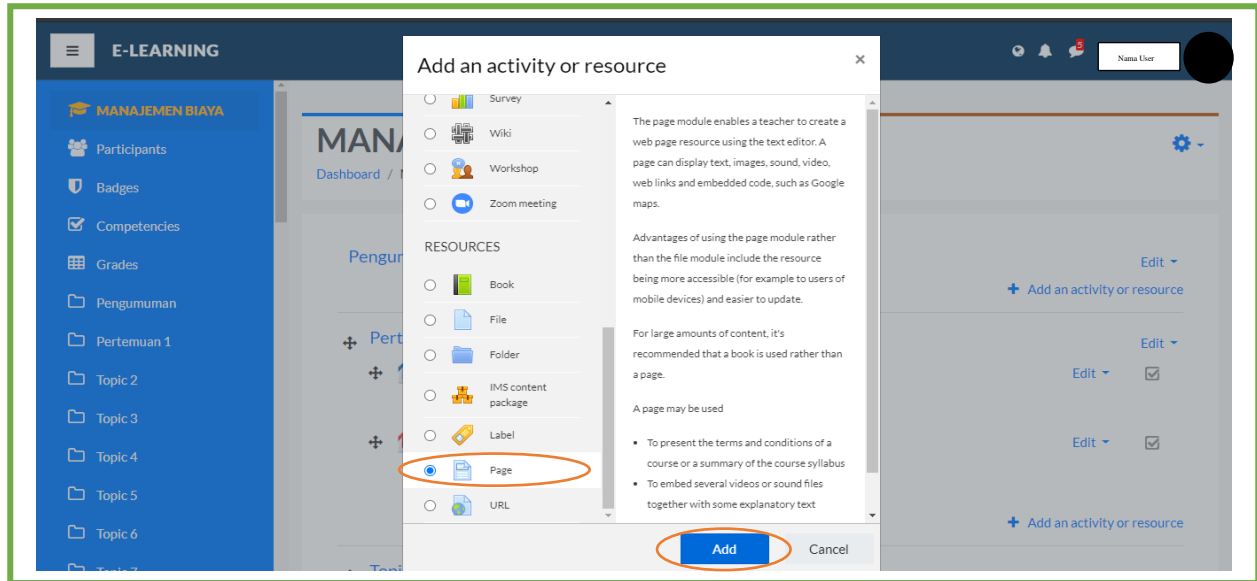 E-LEARNING
5
Nama User
MANAJEMEN BIAYA
Participants
Badges
Competencies
Grades
Pengumuman
Pertemuan 1
Topic 2
Topic 3
Topic 4
Topic 5
Topic 6
Topic 7
MANA
Dashboard /
Pengu
Edit
+ Add an activity or resource
Pert
Edit
Edit
Edit
+ Add an activity or resource
Topi
Add an activity or resource
×
Survey
Wiki
Workshop
Zoom meeting
RESOURCES
Book
File
Folder
IMS content
package
Label
Page
URL
The page module enables a teacher to create a
web page resource using the text editor. A
page can display text, images, sound, video,
web links and embedded code, such as Google
maps.
Advantages of using the page module rather
than the file module include the resource
being more accessible (for example to users of
mobile devices) and easier to update.
For large amounts of content, it's
recommended that a book is used rather than
a page.
A page may be used
• To present the terms and conditions of a
course or a summary of the course syllabus
• To embed several videos or sound files
together with some explanatory text
Add
Cancel